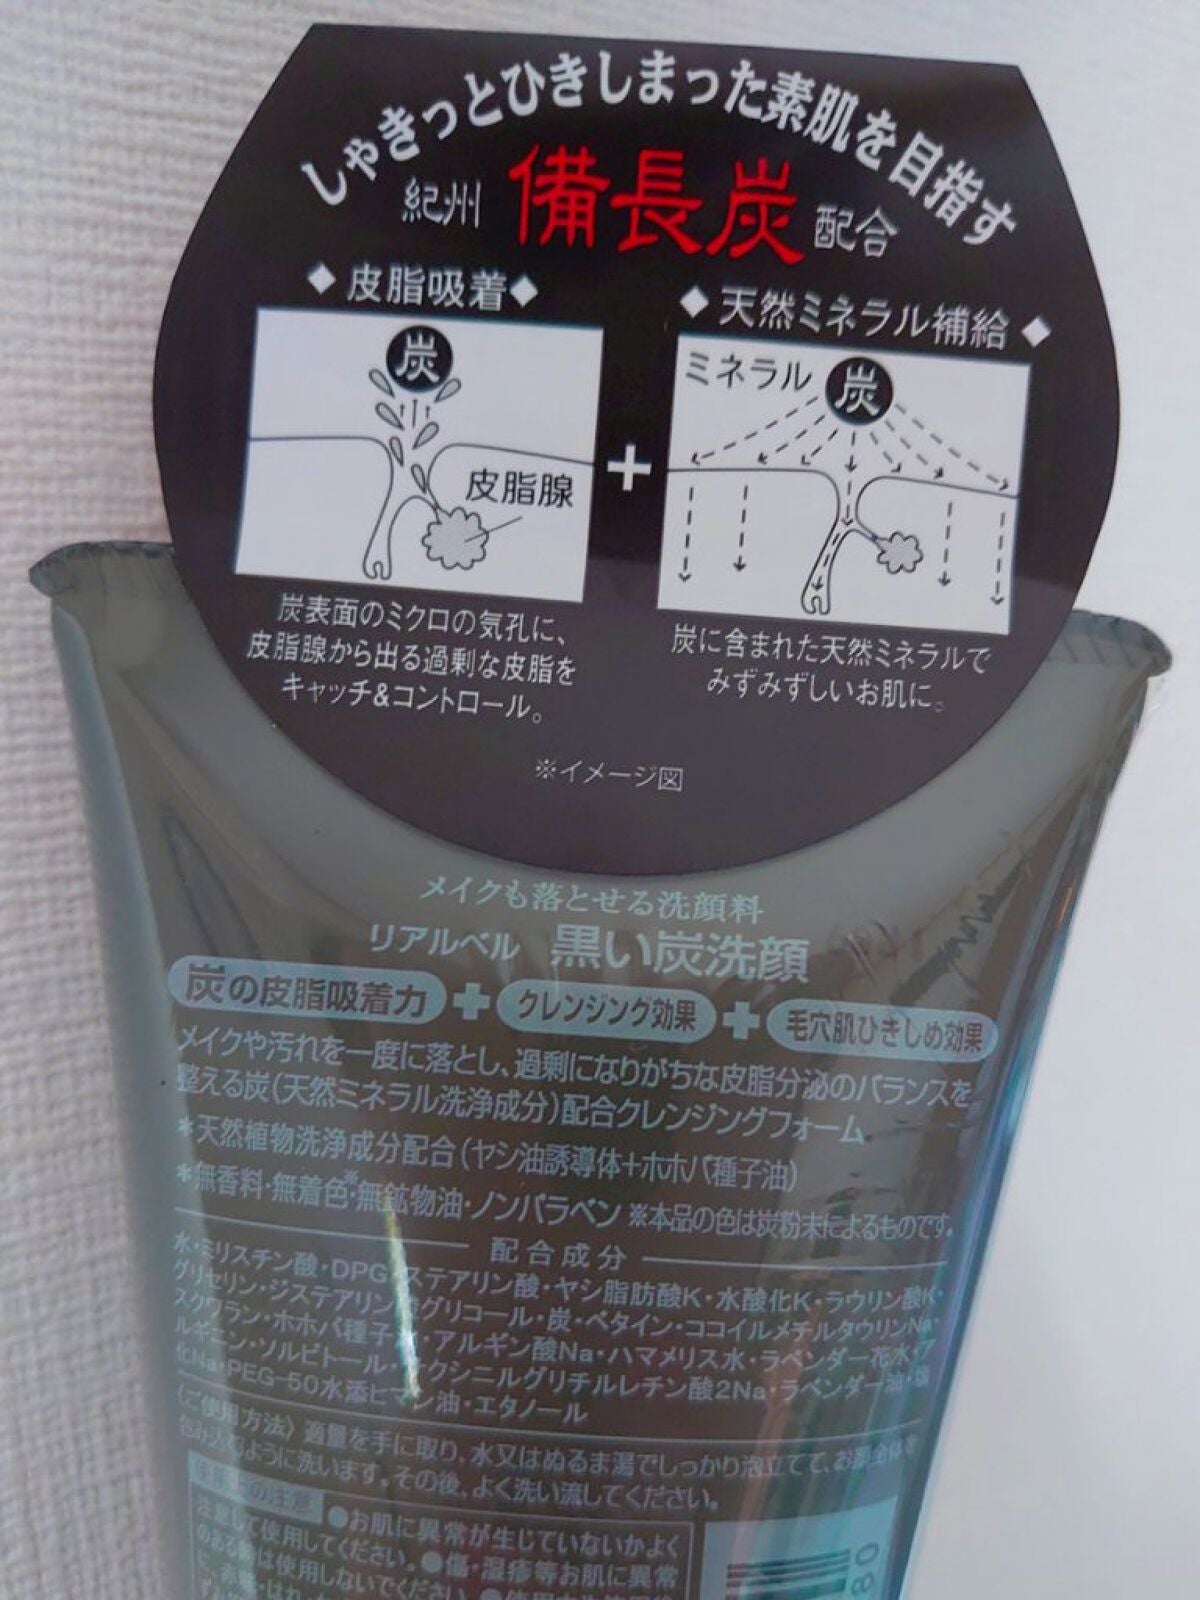 しゃきっとひきしまった素肌を目指す
紀州 備長炭 配合
◆皮脂吸着◆
炭
皮脂腺
+
◆天然ミネラル補給◆
ミネラル 炭
炭表面のミクロの気孔に、
皮脂腺から出る過剰な皮脂を
キャッチ&コントロール。
炭に含まれた天然ミネラルで
みずみずしいお肌に。
※イメージ図
メイクも落とせる洗顔料
リアルベル 黒い炭洗顔
炭の皮脂吸着力 + クレンジング効果 + 毛穴肌ひきしめ効果
メイクや汚れを一度に落とし、過剰になりがちな皮脂分泌のバランスを
整える炭(天然ミネラル洗浄成分)配合クレンジングフォーム
*天然植物洗浄成分配合(ヤシ油誘導体+ホホバ種子油)
*無香料・無着色※・無鉱物油・ノンパラベン ※本品の色は炭粉末によるものです。
配合成分
水・ミリスチン酸・DPG・ステアリン酸・ヤシ脂肪酸K・水酸化K・ラウリン酸K・
グリセリン・ジステアリン酸グリコール・炭・ベタイン・ココイルメチルタウリンNa・
スクワラン・ホホバ種子油・アルギン酸Na・ハマメリス水・ラベンダー花水・ア
ルギニン・ソルビトール・サクシニルグリチルレチン酸2Na・ラベンダー油・塩
化Na・PEG-50水添ヒマシ油・エタノール
〈ご使用方法〉適量を手に取り、水又はぬるま湯でしっかり泡立てて、お肌全体を
包み込むように洗います。その後、よく洗い流してください。
使用上の注意 ●お肌に異常が生じていないかよく
注意して使用してください。●傷・湿疹等お肌に異常
のある時は使用しないでください